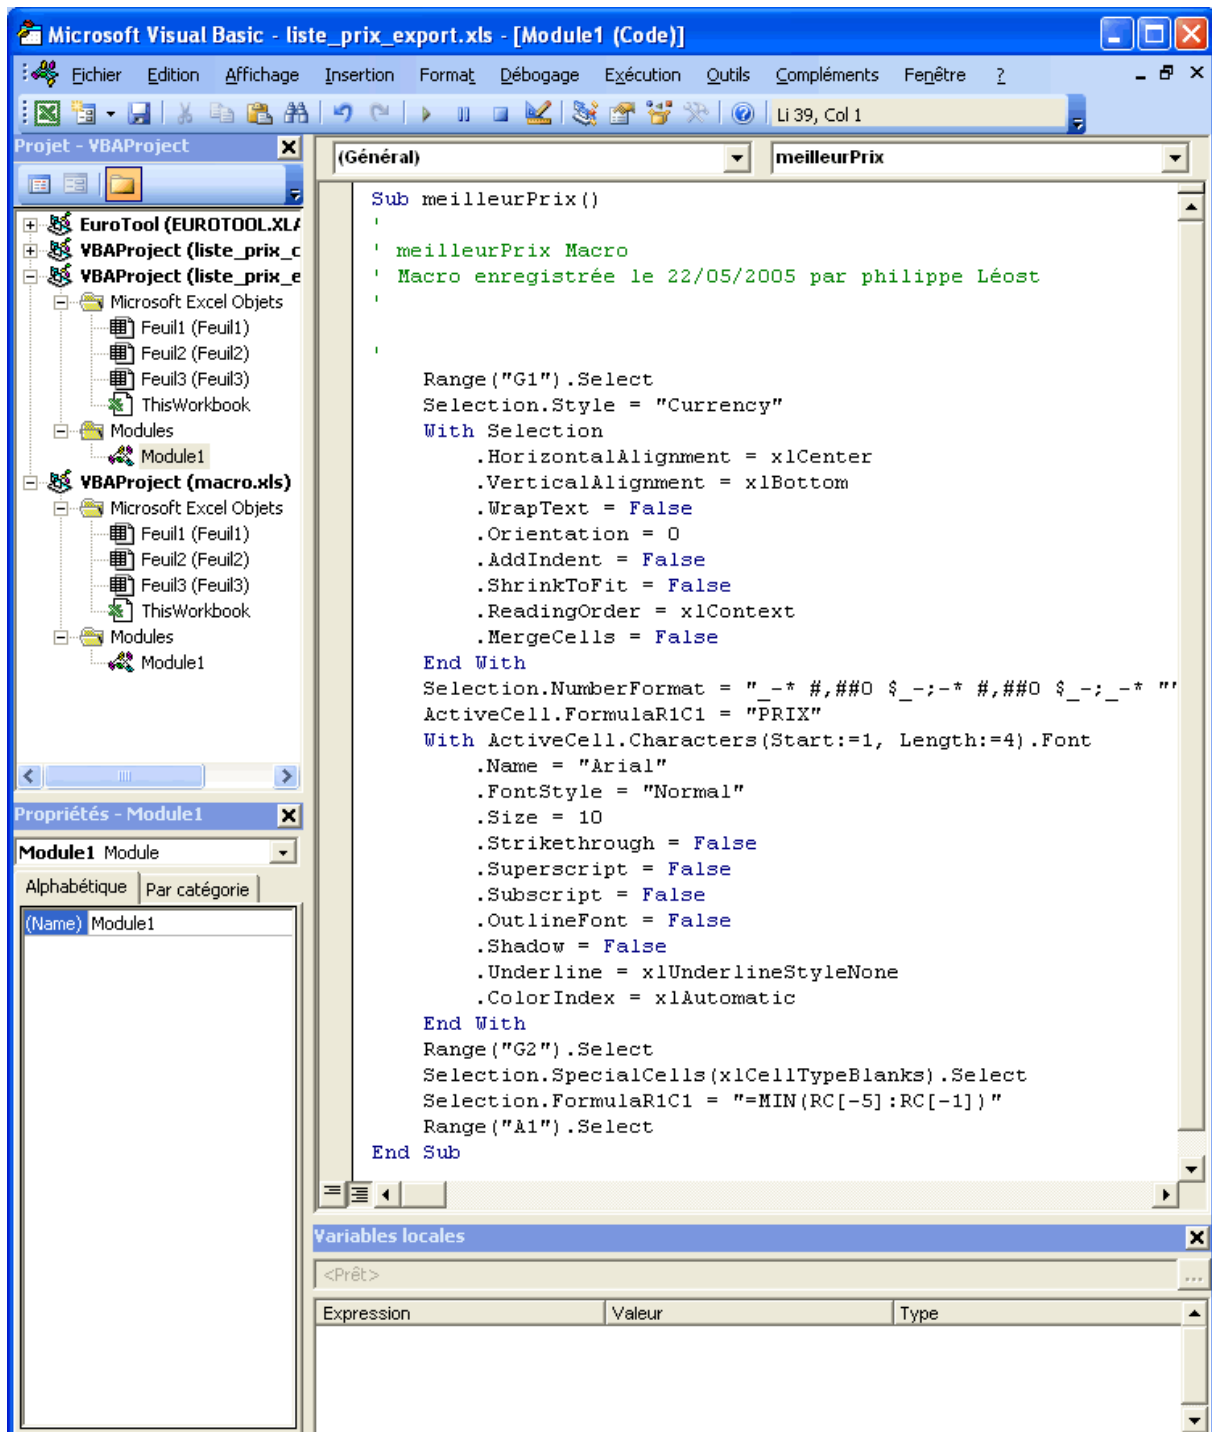 Microsoft Visual Basic - liste_prix_export.xls - [Module1 (Code)]
Eichier Edition Affichage Insertion Format Débogage Exécution Outils Compléments Fenêtre ?
Li 39, Col 1
Projet - VBAProject
EuroTool (EUROTOOL.XLA
VBAProject (liste_prix_c
VBAProject (liste_prix_e
Microsoft Excel Objets
Feuil1 (Feuil1)
Feuil2 (Feuil2)
Feuil3 (Feuil3)
ThisWorkbook
Modules
Module1
VBAProject (macro.xls)
Microsoft Excel Objets
Feuil1 (Feuil1)
Feuil2 (Feuil2)
Feuil3 (Feuil3)
ThisWorkbook
Modules
Module1
Propriétés - Module1
Module1 Module
Alphabétique Par catégorie
(Name) Module1
(Général) meilleurPrix
Sub meilleurPrix()
'
' meilleurPrix Macro
' Macro enregistrée le 22/05/2005 par philippe Léost
'
'
Range("G1").Select
Selection.Style = "Currency"
With Selection
.HorizontalAlignment = xlCenter
.VerticalAlignment = xlBottom
.WrapText = False
.Orientation = 0
.AddIndent = False
.ShrinkToFit = False
.ReadingOrder = xlContext
.MergeCells = False
End With
Selection.NumberFormat = "_-* #,##0 $_-;-* #,##0 $_-;_-* "'
ActiveCell.FormulaR1C1 = "PRIX"
With ActiveCell.Characters(Start:=1, Length:=4).Font
.Name = "Arial"
.FontStyle = "Normal"
.Size = 10
.Strikethrough = False
.Superscript = False
.Subscript = False
.OutlineFont = False
.Shadow = False
.Underline = xlUnderlineStyleNone
.ColorIndex = xlAutomatic
End With
Range("G2").Select
Selection.SpecialCells(xlCellTypeBlanks).Select
Selection.FormulaR1C1 = "=MIN(RC[-5]:RC[-1])"
Range("A1").Select
End Sub
Variables locales
<Prêt>
...
Expression Valeur Type